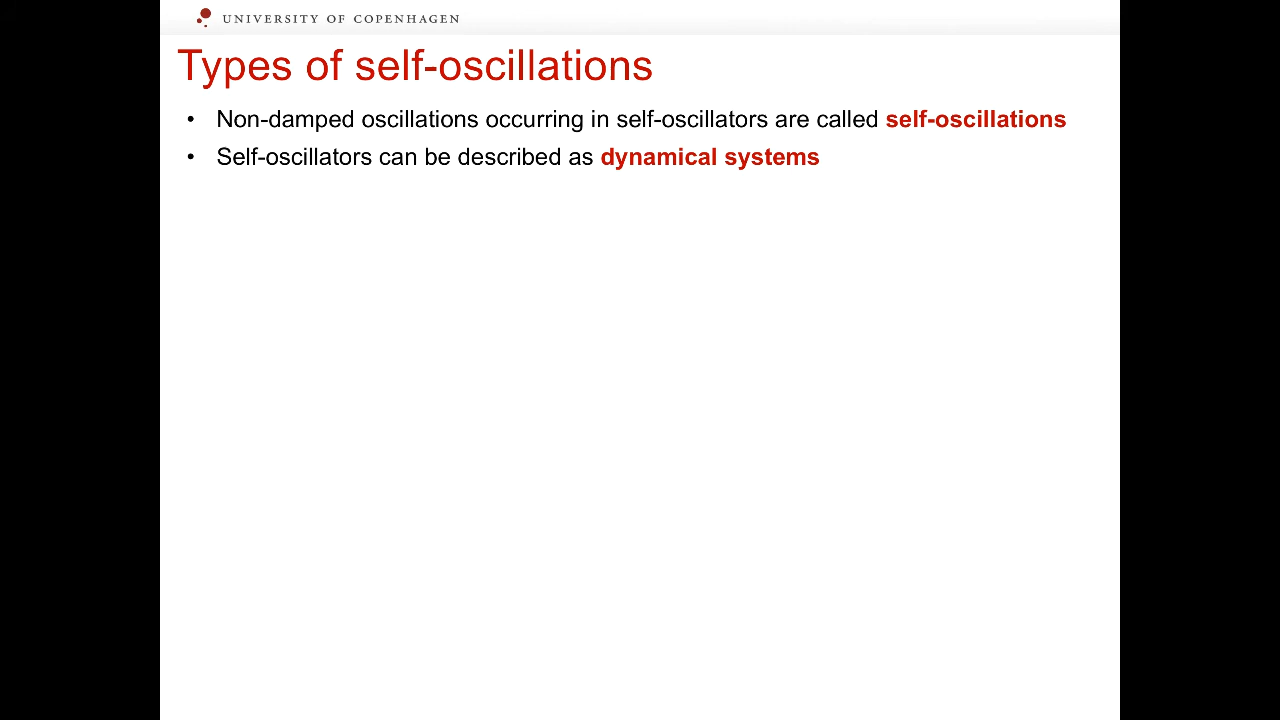 UNIVERSITY OF COPENHAGEN
Types of self-oscillations
• Non-damped oscillations occurring in self-oscillators are called self-oscillations
• Self-oscillators can be described as dynamical systems